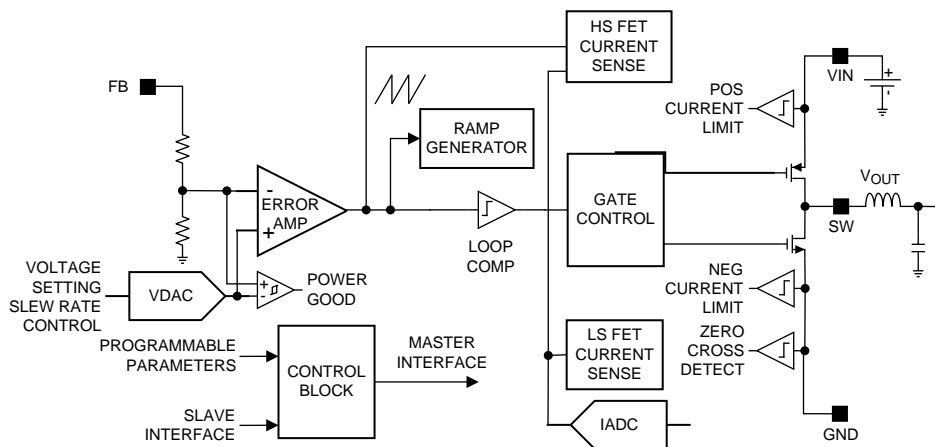 HS FET
CURRENT
SENSE
VIN
+
-
FB
POS
CURRENT
LIMIT
RAMP
GENERATOR
-
ERROR
AMP
+
GATE
CONTROL
VOUT
SW
LOOP
COMP
VOLTAGE
SETTING
SLEW RATE
CONTROL
VDAC
+
-
POWER
GOOD
NEG
CURRENT
LIMIT
PROGRAMMABLE
PARAMETERS
CONTROL
BLOCK
MASTER
INTERFACE
LS FET
CURRENT
SENSE
ZERO
CROSS
DETECT
SLAVE
INTERFACE
IADC
GND